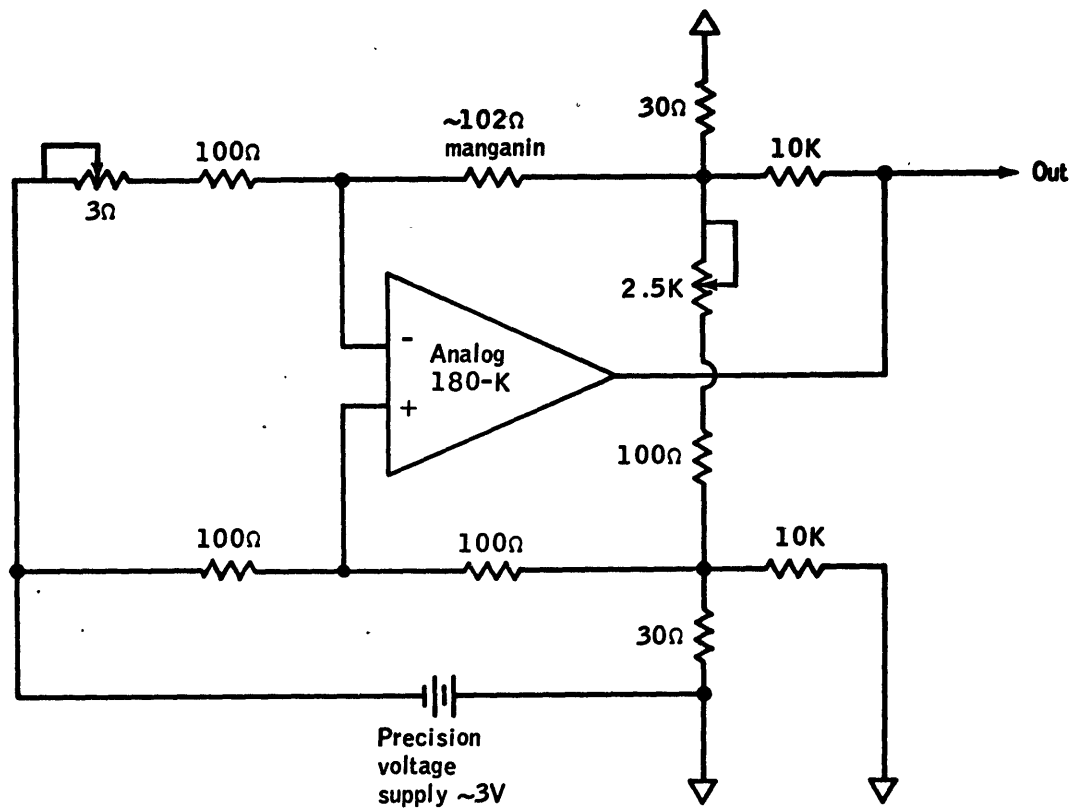 30Ω
~102Ω
manganin
100Ω
10K
Out
3Ω
2.5K
-
Analog
180-K
+
100Ω
100Ω
100Ω
10K
30Ω
Precision
voltage
supply ~3V